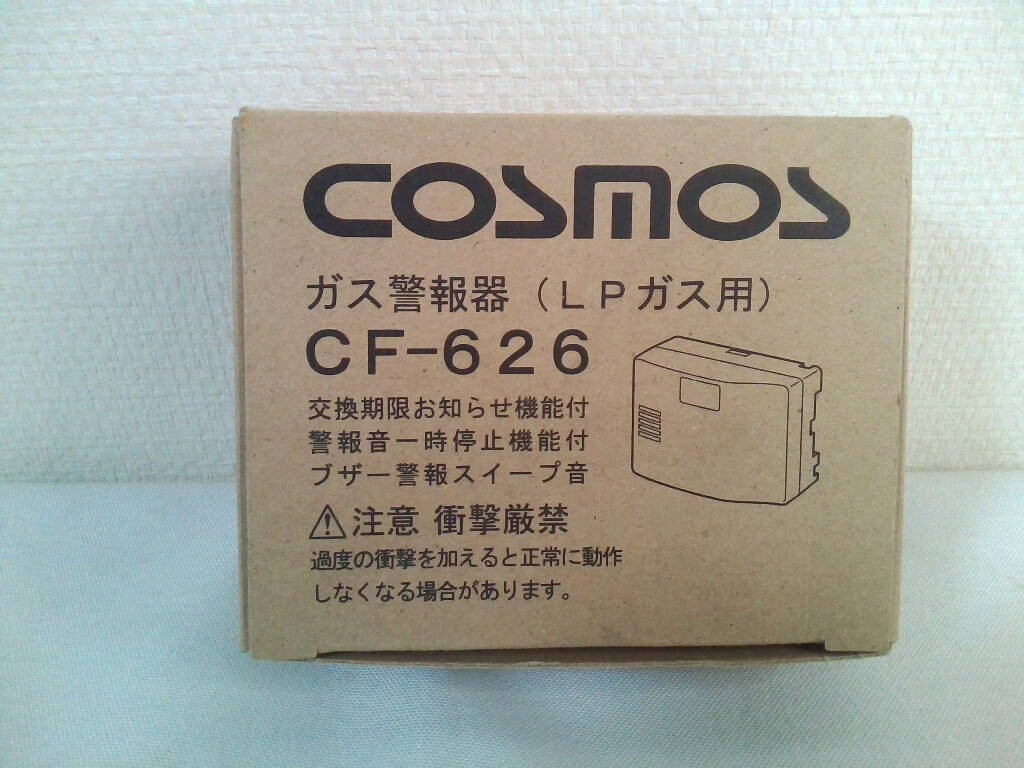 COSMOS
ガス警報器（ＬＰガス用）
ＣＦ−６２６
交換期限お知らせ機能付
警報音一時停止機能付
ブザー警報スイープ音
⚠注意 衝撃厳禁
過度の衝撃を加えると正常に動作
しなくなる場合があります。